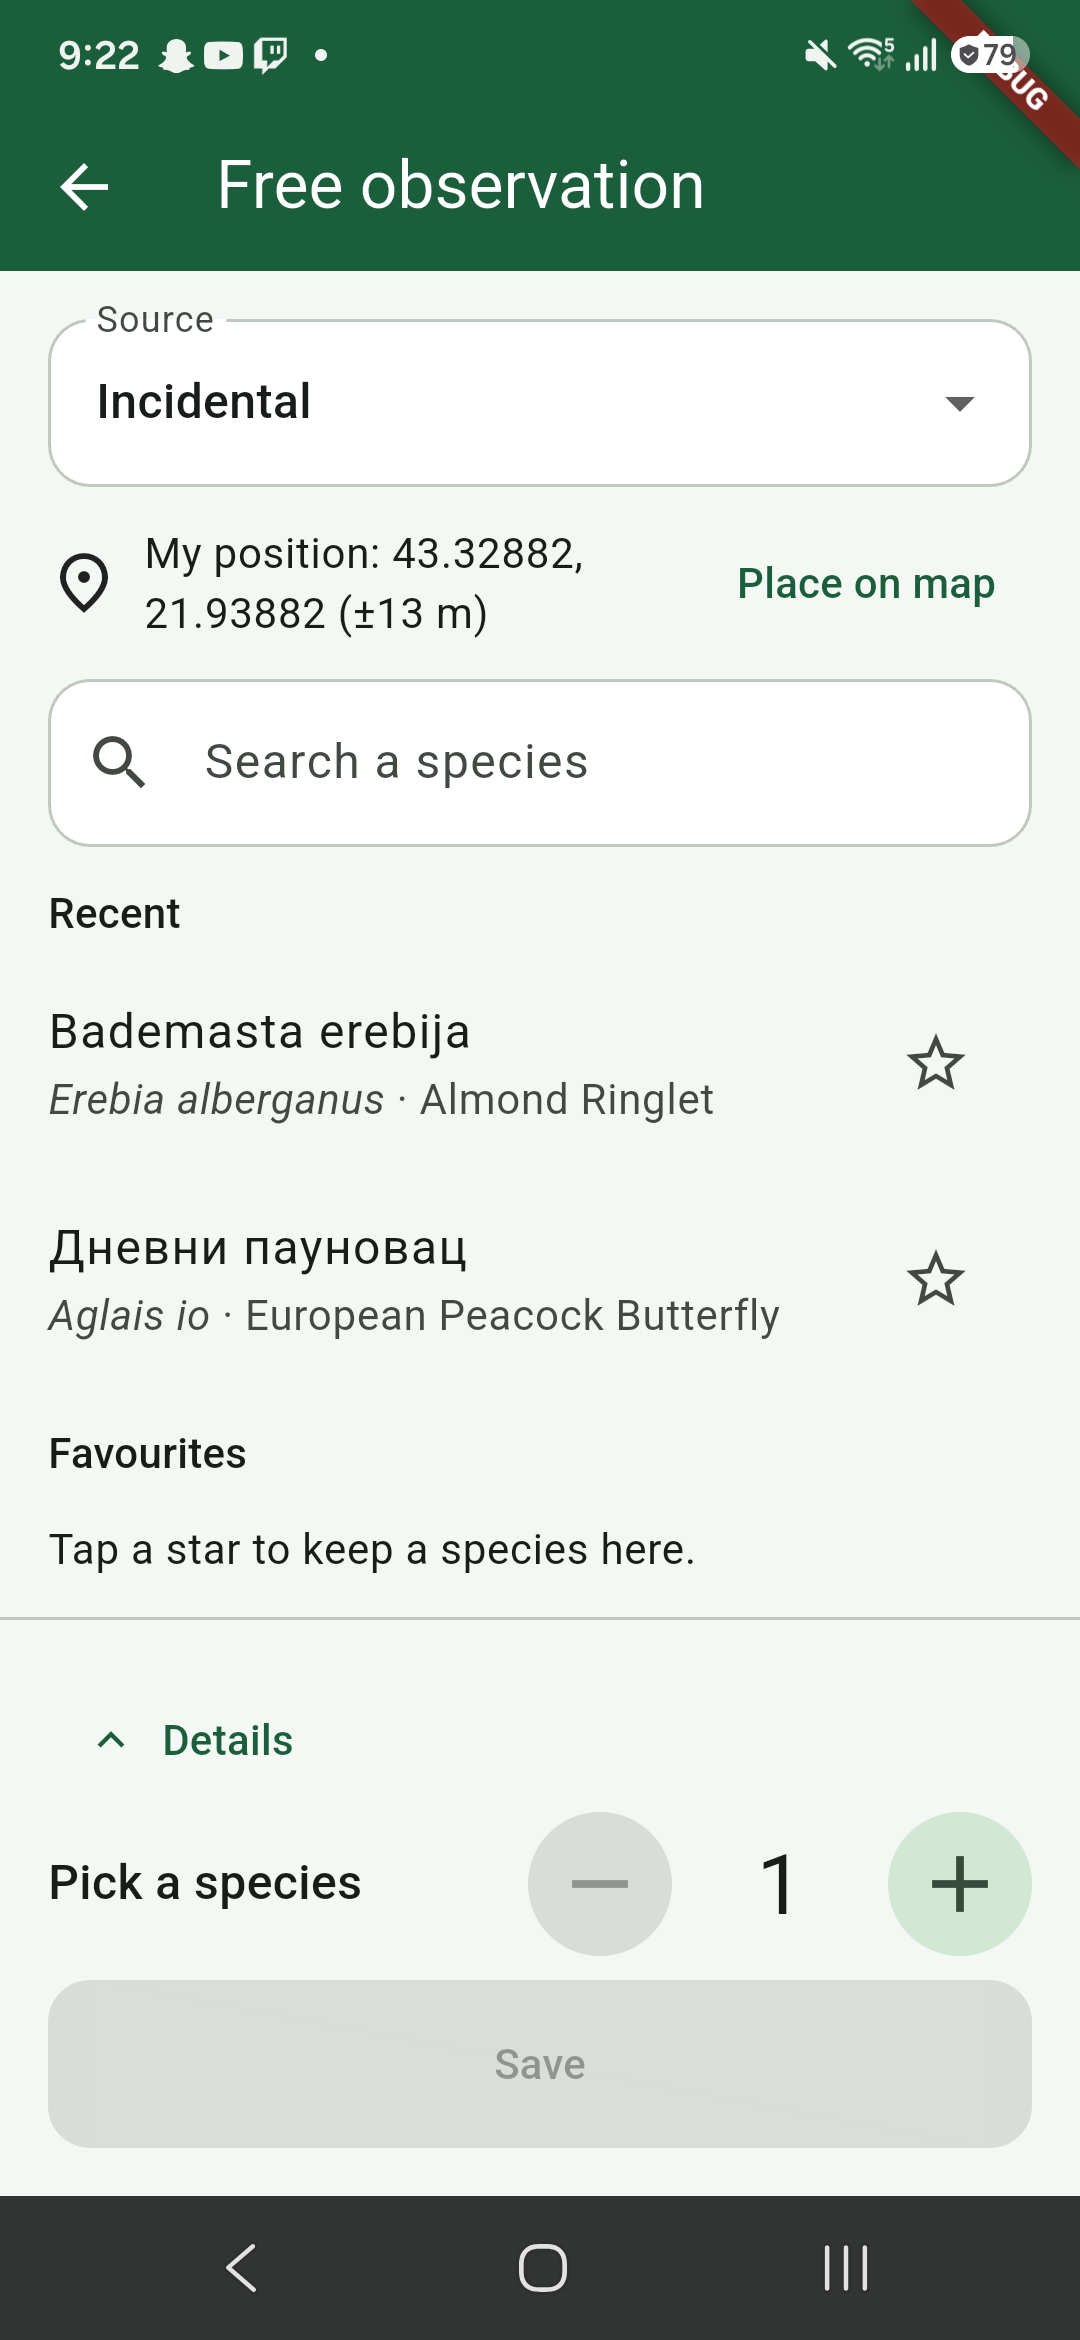 9:22
5
79
BUG
Free observation
Source
Incidental
My position: 43.32882,
21.93882 (±13 m)
Place on map
Search a species
Recent
Bademasta erebija
Erebia alberganus · Almond Ringlet
Дневни пауновац
Aglais io · European Peacock Butterfly
Favourites
Tap a star to keep a species here.
Details
Pick a species
1
Save